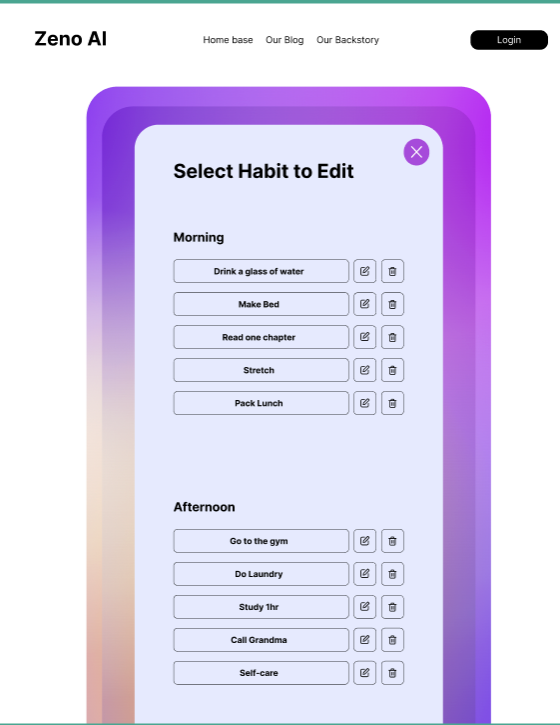 Zeno AI
Home base Our Blog Our Backstory
Login
Select Habit to Edit
Morning
Drink a glass of water
Make Bed
Read one chapter
Stretch
Pack Lunch
Afternoon
Go to the gym
Do Laundry
Study 1hr
Call Grandma
Self-care